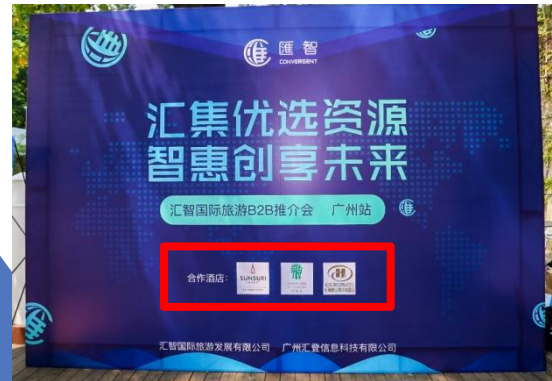 匯智
CONVERGENT
汇集优选资源
智惠创享未来
汇智国际旅游B2B推介会 广州站
合作酒店:
SUNSURI
汇智国际旅游发展有限公司 广州汇登信息科技有限公司